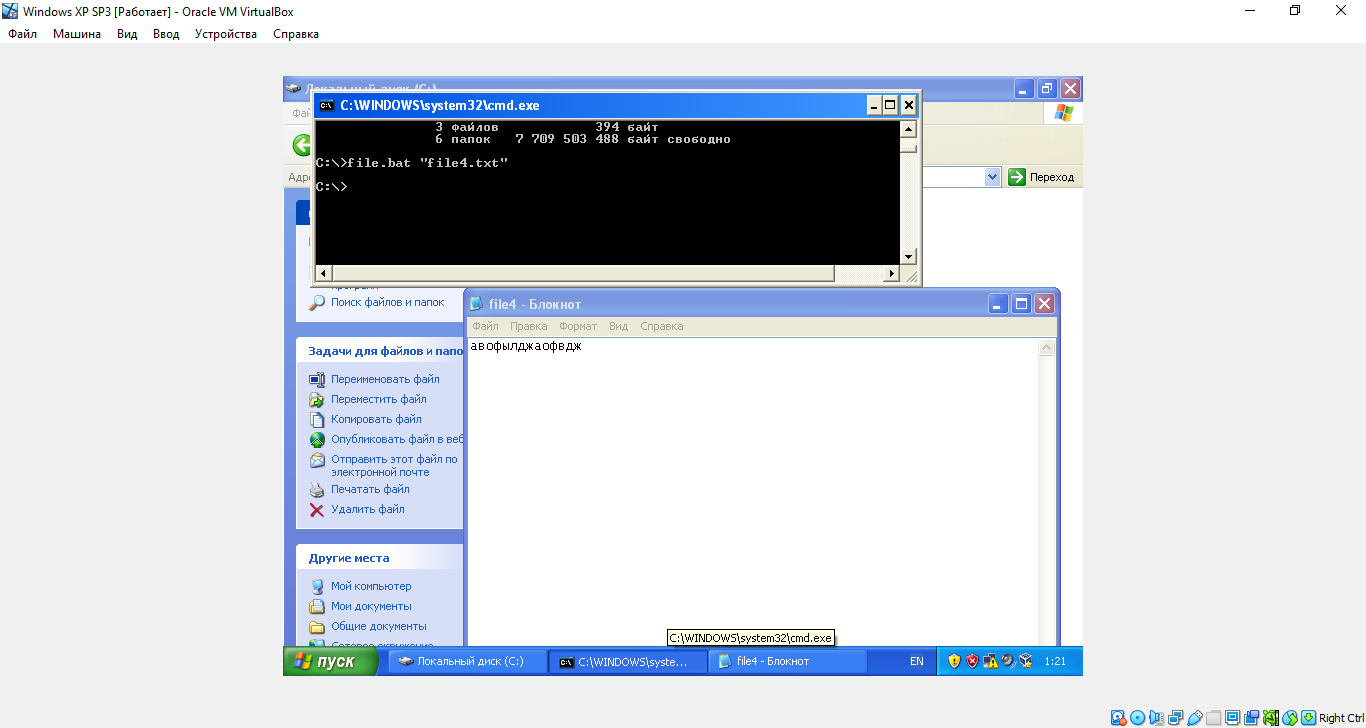 Windows XP SP3 [Работает] - Oracle VM VirtualBox
Файл Машина Вид Ввод Устройства Справка
Локальный диск (C:)
C:\WINDOWS\system32\cmd.exe
3 файлов 394 байт
6 папок 7 709 503 488 байт свободно
C:\>file.bat "file4.txt"
C:\>
Переход
Поиск файлов и папок
Задачи для файлов и папо
Переименовать файл
Переместить файл
Копировать файл
Опубликовать файл в веб
Отправить этот файл по
электронной почте
Печатать файл
Удалить файл
Другие места
Мой компьютер
Мои документы
Общие документы
Сетевое окружение
file4 - Блокнот
Файл Правка Формат Вид Справка
авофылджаофвдж
C:\WINDOWS\system32\cmd.exe
пуск
Локальный диск (C:)
C:\WINDOWS\syste...
file4 - Блокнот
EN
1:21
Right Ctrl